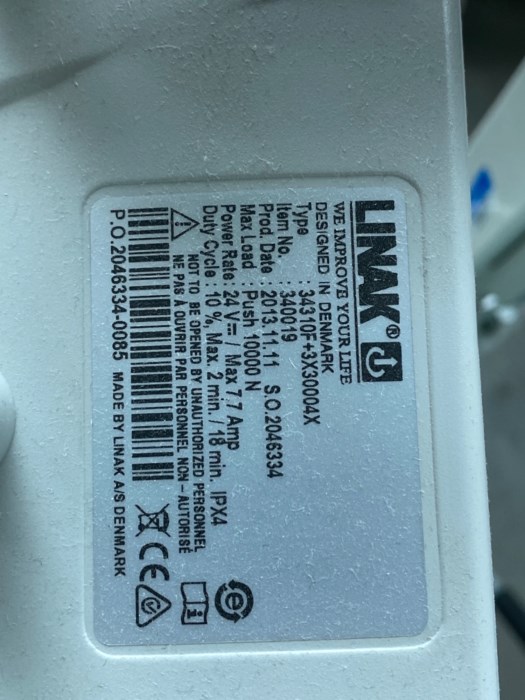 LINAK®
WE IMPROVE YOUR LIFE
DESIGNED IN DENMARK
Type : 34310F+3X30004X
Item No. : 340019
Prod. Date : 2013.11.11 S.O.2046334
Max Load : Push 10000 N
Power Rate : 24 V⎓ / Max 7.7 Amp
Duty Cycle : 10 %, Max. 2 min. / 18 min. IPX4
NOT TO BE OPENED BY UNAUTHORIZED PERSONNEL
NE PAS À OUVRIR PAR PERSONNEL NON-AUTORISÉ
P.O.2046334-0085 MADE BY LINAK A/S DENMARK
CE
e
i